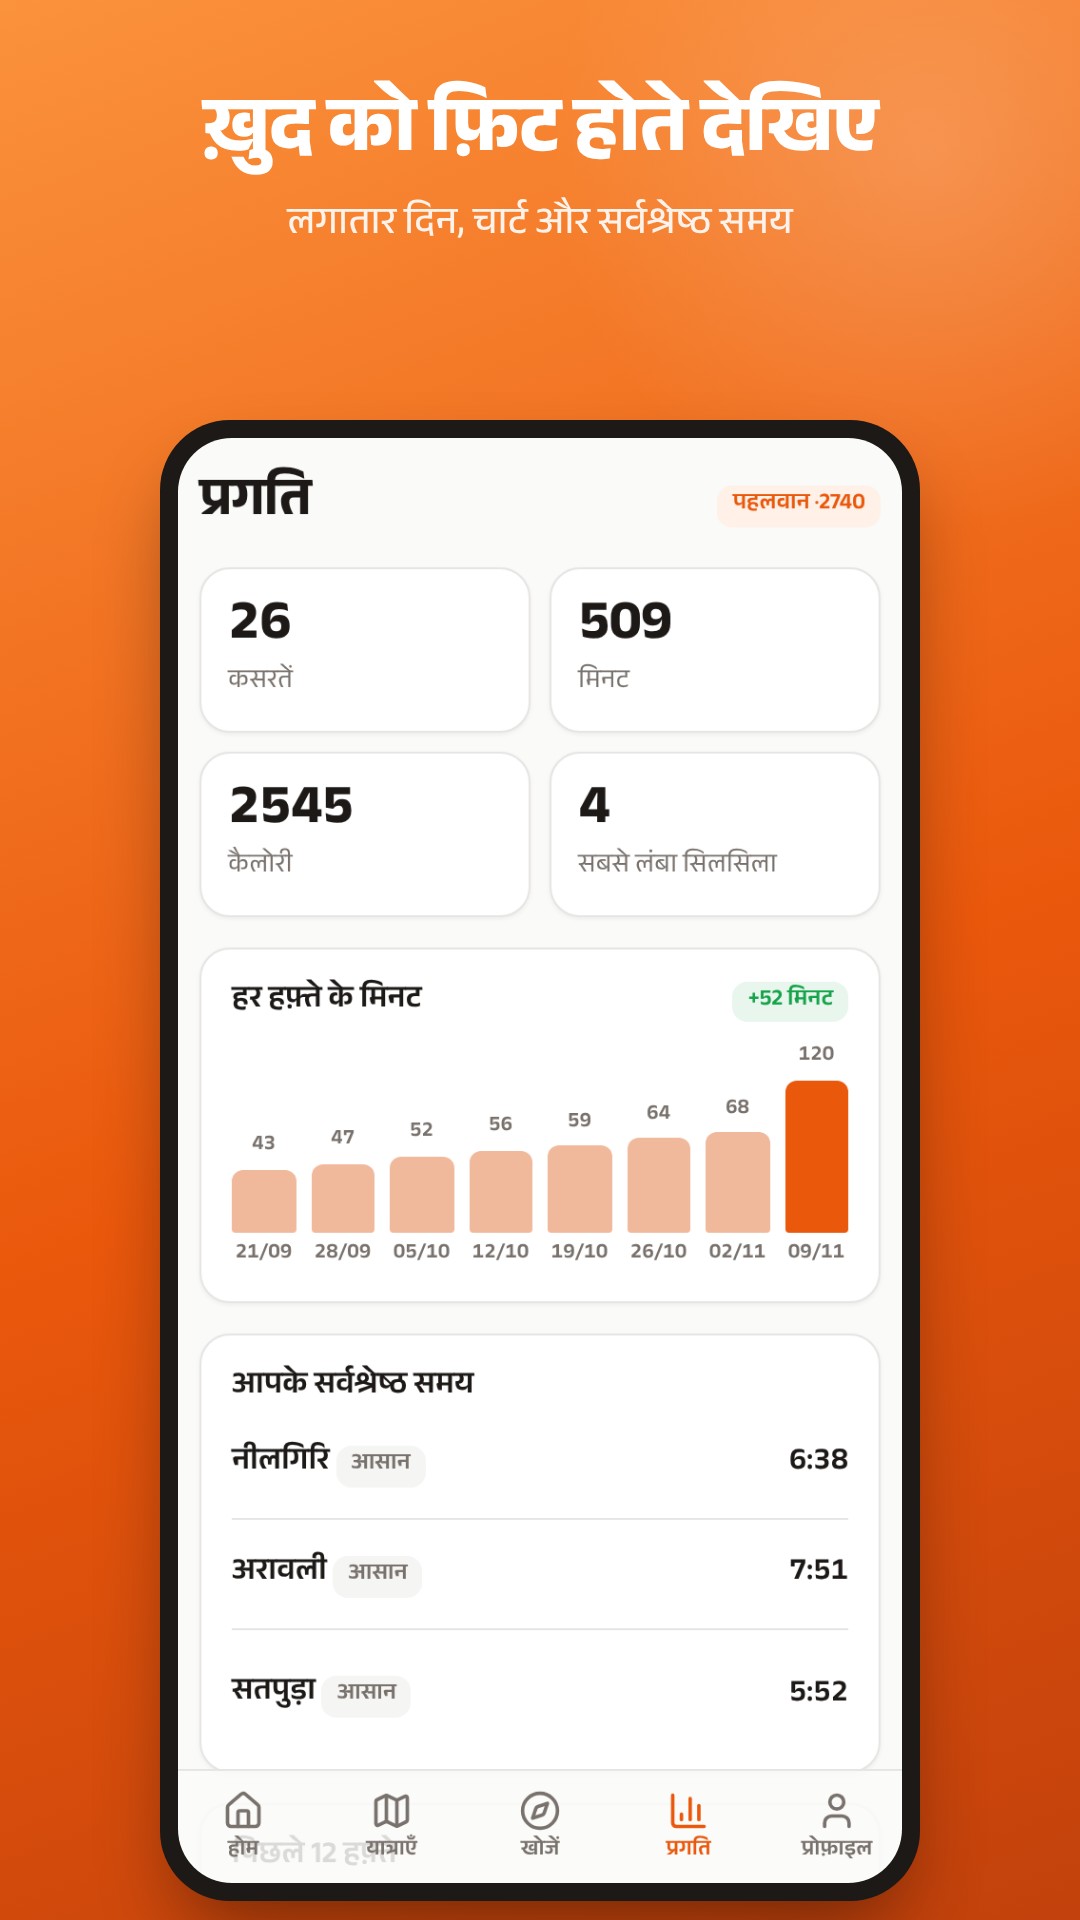 ख़ुद को फ़िट होते देखिए
लगातार दिन, चार्ट और सर्वश्रेष्ठ समय
प्रगति
पहलवान ·2740
26
कसरतें
509
मिनट
2545
कैलोरी
4
सबसे लंबा सिलसिला
हर हफ़्ते के मिनट
+52 मिनट
43 47 52 56 59 64 68 120
21/09 28/09 05/10 12/10 19/10 26/10 02/11 09/11
आपके सर्वश्रेष्ठ समय
नीलगिरि आसान 6:38
अरावली आसान 7:51
सतपुड़ा आसान 5:52
पिछले 12 हफ़्ते
होम यात्राएँ खोजें प्रगति प्रोफ़ाइल